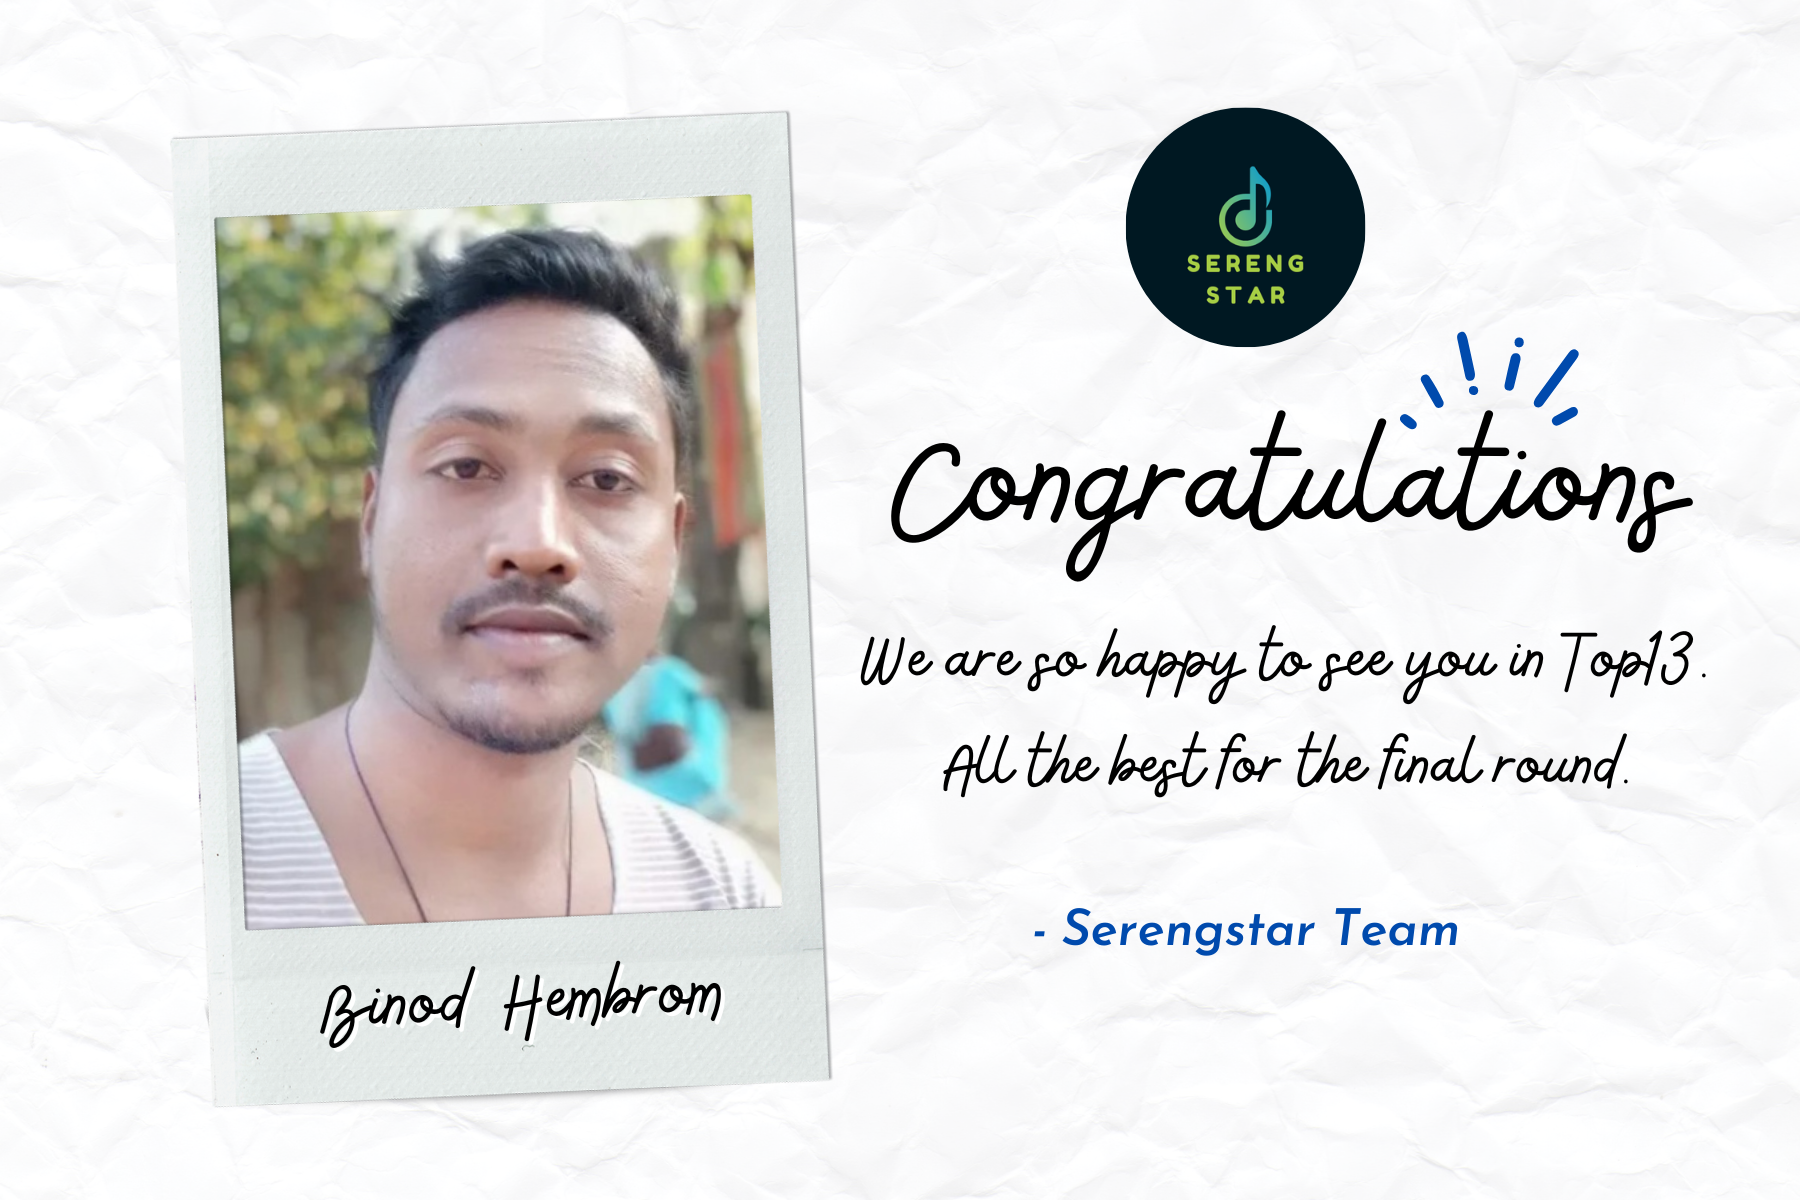 SERENG
STAR
Congratulations
We are so happy to see you in Top13.
All the best for the final round.
- Serengstar Team
Binod Hembrom